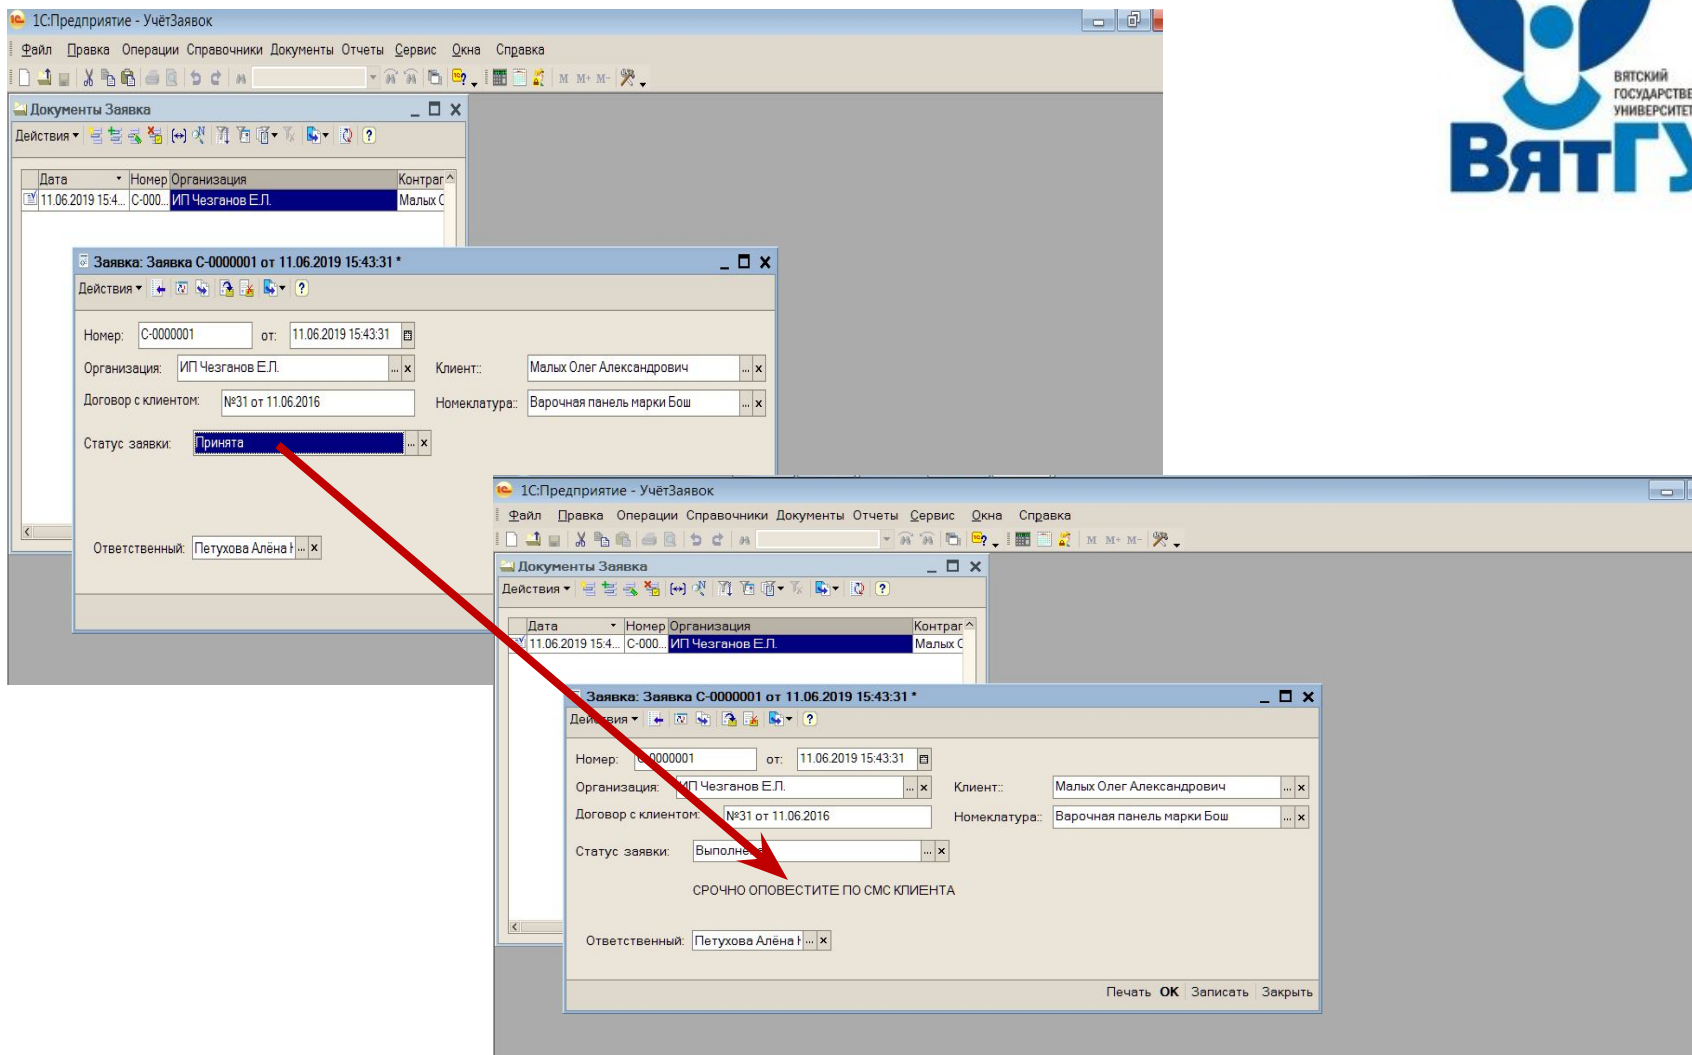 1С:Предприятие - УчётЗаявок
Файл Правка Операции Справочники Документы Отчеты Сервис Окна Справка
М М+ М-
Документы Заявка
Действия
Дата Номер Организация Контраг
11.06.2019 15:4... С-000... ИП Чезганов Е.Л. Малых О
Заявка: Заявка С-0000001 от 11.06.2019 15:43:31 *
Действия
Номер: С-0000001 от: 11.06.2019 15:43:31
Организация: ИП Чезганов Е.Л. ... x Клиент:: Малых Олег Александрович ... x
Договор с клиентом: №31 от 11.06.2016 Номеклатура:: Варочная панель марки Бош ... x
Статус заявки: Принята ... x
Ответственный: Петухова Алёна ... x
ВЯТСКИЙ
ГОСУДАРСТВЕ
УНИВЕРСИТЕТ
ВятГУ
1С:Предприятие - УчётЗаявок
Файл Правка Операции Справочники Документы Отчеты Сервис Окна Справка
М М+ М-
Документы Заявка
Действия
Дата Номер Организация Контраг
11.06.2019 15:4... С-000... ИП Чезганов Е.Л. Малых О
Заявка: Заявка С-0000001 от 11.06.2019 15:43:31 *
Действия
Номер: С-0000001 от: 11.06.2019 15:43:31
Организация: ИП Чезганов Е.Л. ... x Клиент:: Малых Олег Александрович ... x
Договор с клиентом: №31 от 11.06.2016 Номеклатура:: Варочная панель марки Бош ... x
Статус заявки: ... x
СРОЧНО ОПОВЕСТИТЕ ПО СМС КЛИЕНТА
Ответственный: Петухова Алёна ... x
Печать OK Записать Закрыть